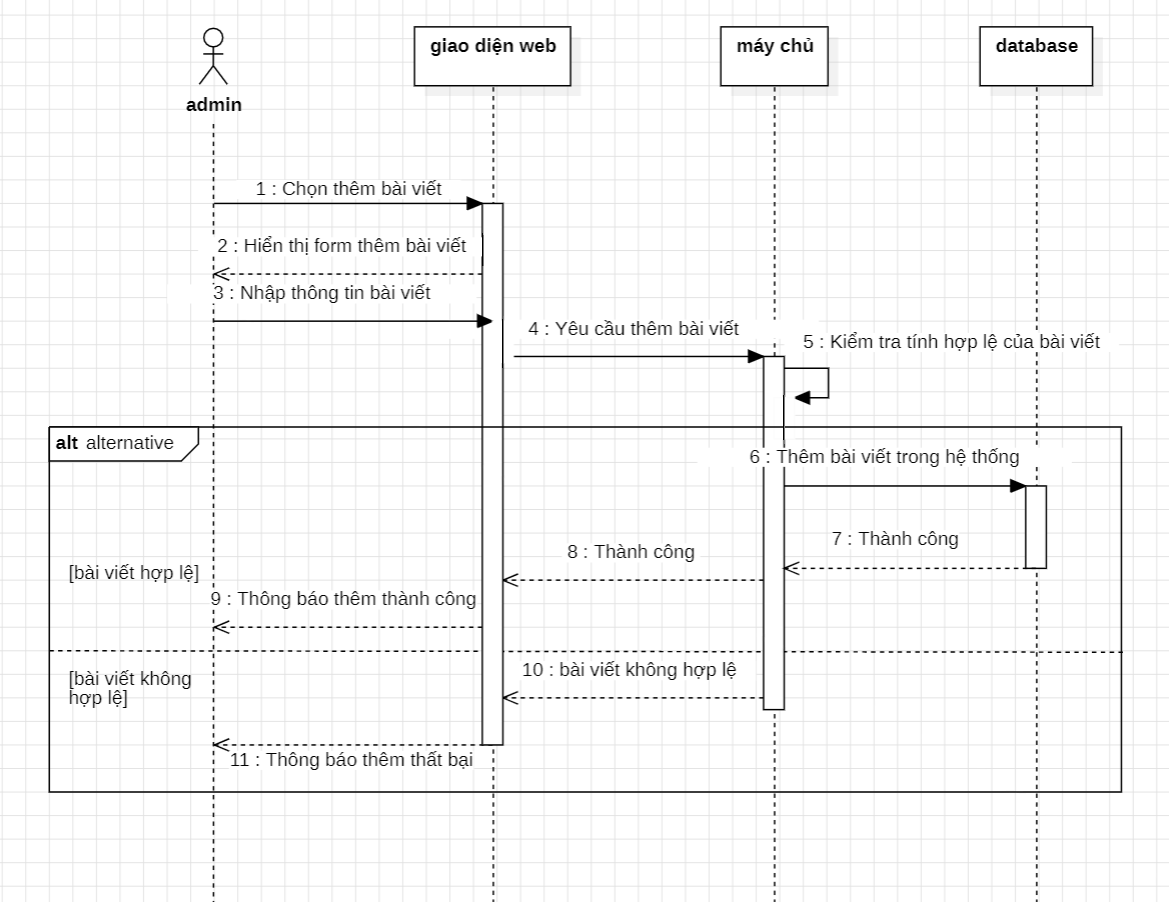 giao diện web
máy chủ
database
admin
1 : Chọn thêm bài viết
2 : Hiển thị form thêm bài viết
3 : Nhập thông tin bài viết
4 : Yêu cầu thêm bài viết
5 : Kiểm tra tính hợp lệ của bài viết
alt alternative
6 : Thêm bài viết trong hệ thống
7 : Thành công
8 : Thành công
[bài viết hợp lệ]
9 : Thông báo thêm thành công
10 : bài viết không hợp lệ
[bài viết không
hợp lệ]
11 : Thông báo thêm thất bại